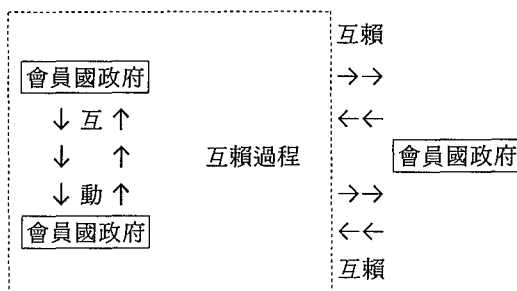 互賴
會員國政府 →→
↓ 互 ↑ ←←
↓ ↑ 互賴過程 會員國政府
↓ 動 ↑ →→
會員國政府 ←←
互賴